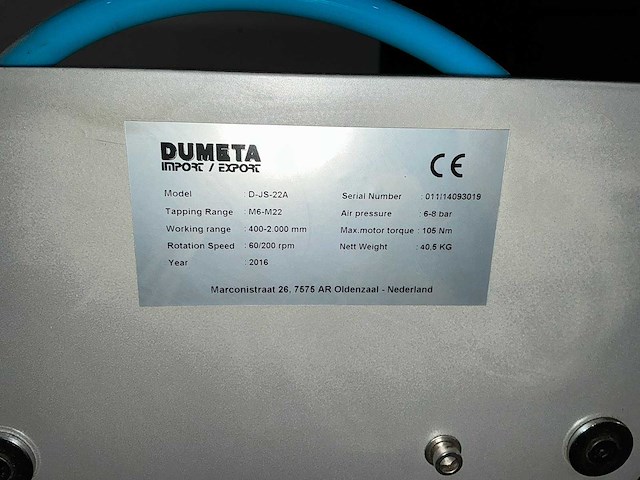 DUMETA
IMPORT / EXPORT
CE
Model : D-JS-22A
Tapping Range : M6-M22
Working range : 400-2.000 mm
Rotation Speed : 60/200 rpm
Year : 2016
Serial Number : 011/14093019
Air pressure : 6-8 bar
Max.motor torque : 105 Nm
Nett Weight : 40,5 KG
Marconistraat 26, 7575 AR Oldenzaal - Nederland